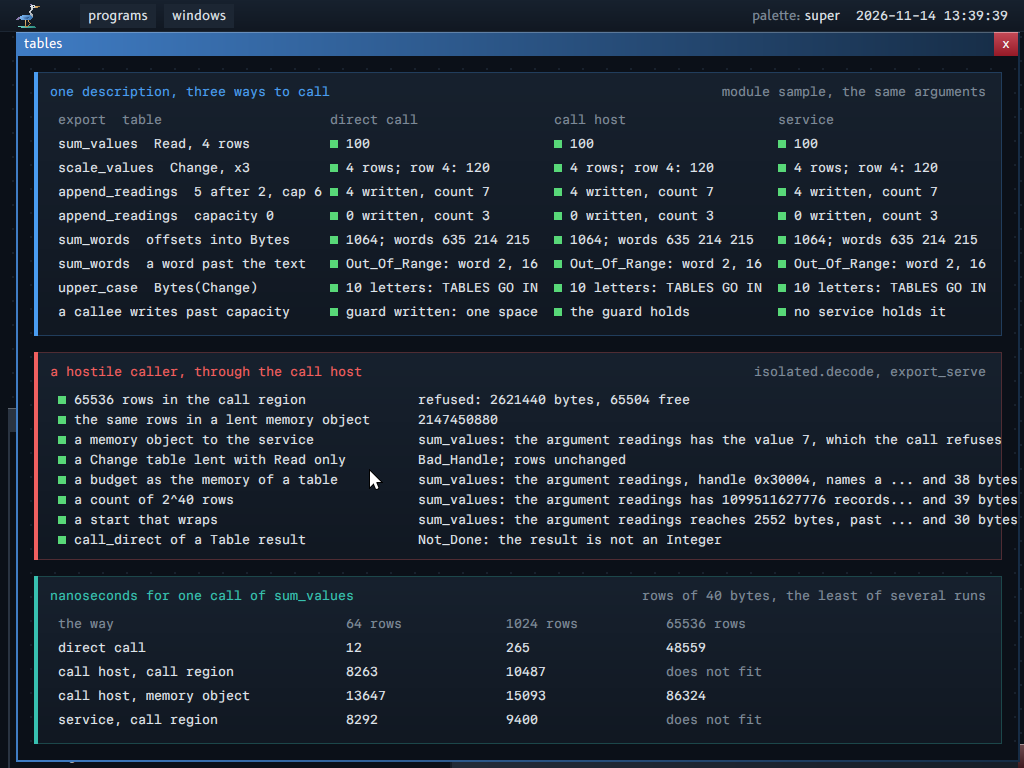 programs windows palette: super 2026-11-14 13:39:39
tables x
one description, three ways to call module sample, the same arguments
export table direct call call host service
sum_values Read, 4 rows 100 100 100
scale_values Change, x3 4 rows; row 4: 120 4 rows; row 4: 120 4 rows; row 4: 120
append_readings 5 after 2, cap 6 4 written, count 7 4 written, count 7 4 written, count 7
append_readings capacity 0 0 written, count 3 0 written, count 3 0 written, count 3
sum_words offsets into Bytes 1064; words 635 214 215 1064; words 635 214 215 1064; words 635 214 215
sum_words a word past the text Out_Of_Range: word 2, 16 Out_Of_Range: word 2, 16 Out_Of_Range: word 2, 16
upper_case Bytes(Change) 10 letters: TABLES GO IN 10 letters: TABLES GO IN 10 letters: TABLES GO IN
a callee writes past capacity guard written: one space the guard holds no service holds it
a hostile caller, through the call host isolated.decode, export_serve
65536 rows in the call region refused: 2621440 bytes, 65504 free
the same rows in a lent memory object 2147450880
a memory object to the service sum_values: the argument readings has the value 7, which the call refuses
a Change table lent with Read only Bad_Handle; rows unchanged
a budget as the memory of a table sum_values: the argument readings, handle 0x30004, names a ... and 38 bytes
a count of 2^40 rows sum_values: the argument readings has 1099511627776 records... and 39 bytes
a start that wraps sum_values: the argument readings reaches 2552 bytes, past ... and 30 bytes
call_direct of a Table result Not_Done: the result is not an Integer
nanoseconds for one call of sum_values rows of 40 bytes, the least of several runs
the way 64 rows 1024 rows 65536 rows
direct call 12 265 48559
call host, call region 8263 10487 does not fit
call host, memory object 13647 15093 86324
service, call region 8292 9400 does not fit